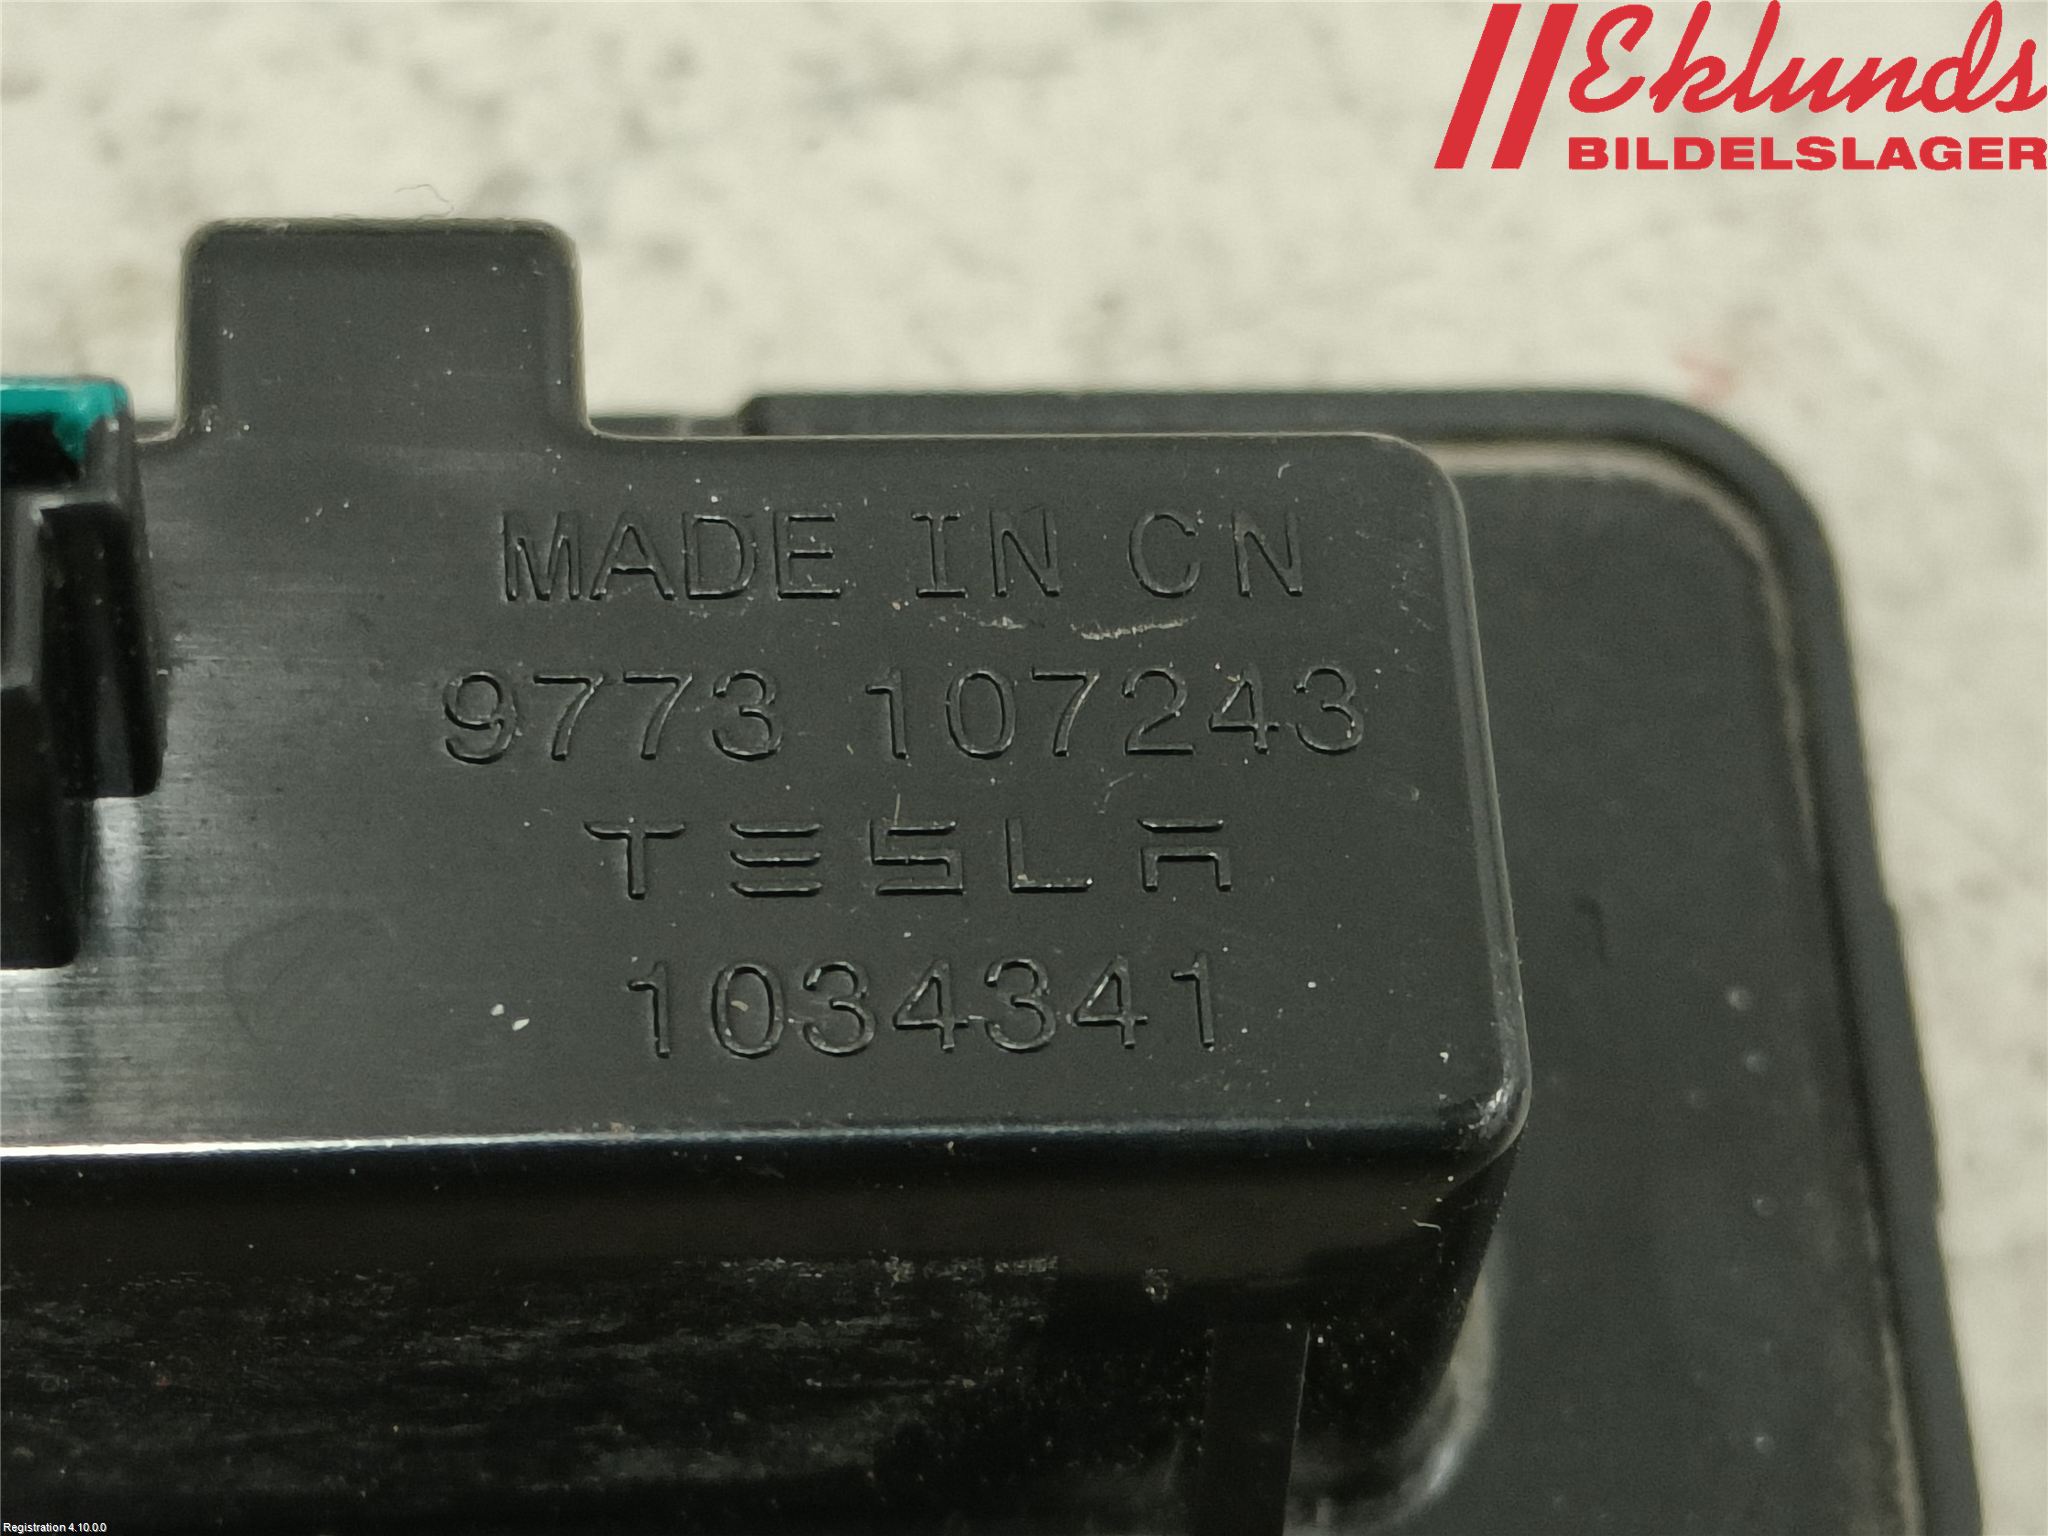 Eklunds
BILDELSLAGER
MADE IN CN
9773 107243
TESLA
1034341
Registration 4.10.0.0